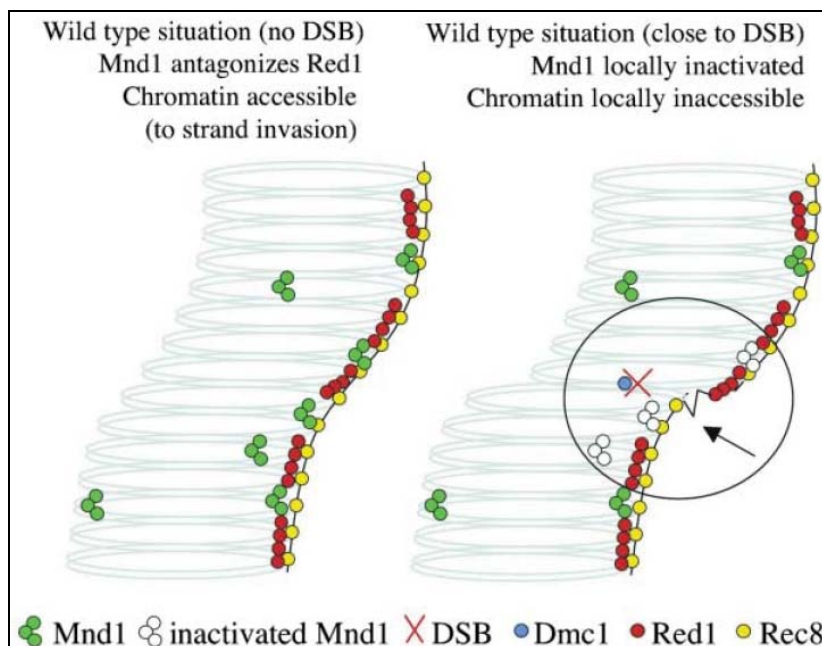 Wild type situation (no DSB)
Mnd1 antagonizes Red1
Chromatin accessible
(to strand invasion)
Wild type situation (close to DSB)
Mnd1 locally inactivated
Chromatin locally inaccessible
Mnd1 inactivated Mnd1 DSB Dmc1 Red1 Rec8